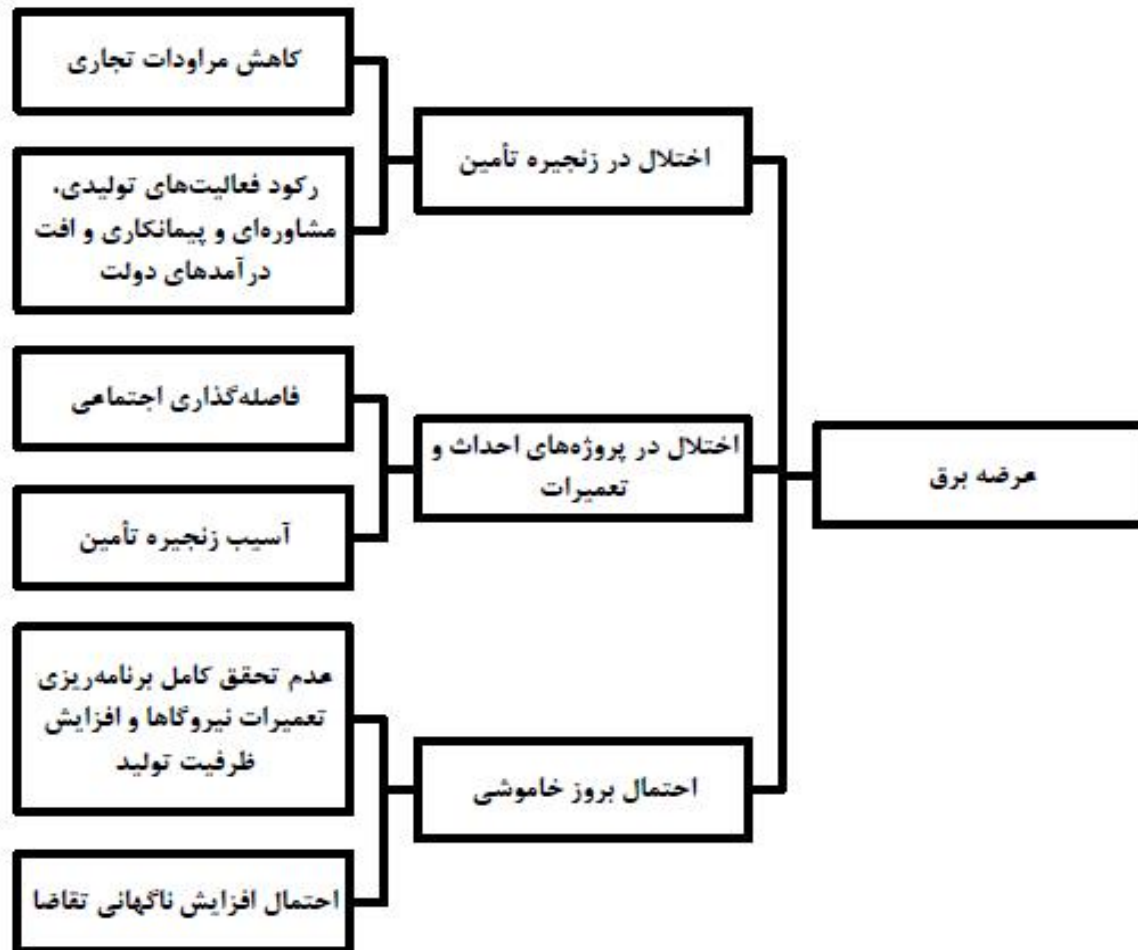 عرضه برق
اختلال در زنجیره تأمین
کاهش مراودات تجاری
رکود فعالیت‌های تولیدی،
مشاوره‌ای و پیمانکاری و افت
درآمدهای دولت
اختلال در پروژه‌های احداث و
تعمیرات
فاصله‌گذاری اجتماعی
آسیب زنجیره تأمین
احتمال بروز خاموشی
عدم تحقق کامل برنامه‌ریزی
تعمیرات نیروگاها و افزایش
ظرفیت تولید
احتمال افزایش ناگهانی تقاضا